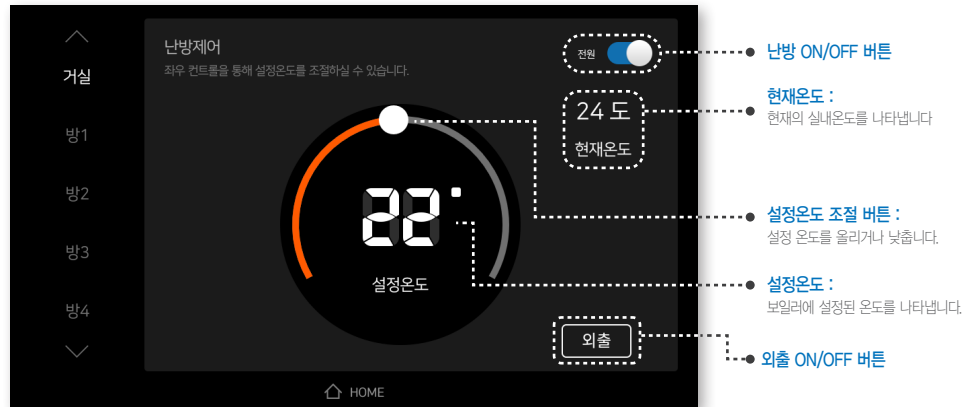 거실
방1
방2
방3
방4
난방제어
좌우 컨트롤을 통해 설정온도를 조절하실 수 있습니다.
전원
24 도
현재온도
22
설정온도
외출
HOME
난방 ON/OFF 버튼
현재온도 :
현재의 실내온도를 나타냅니다
설정온도 조절 버튼 :
설정 온도를 올리거나 낮춥니다.
설정온도 :
보일러에 설정된 온도를 나타냅니다.
외출 ON/OFF 버튼